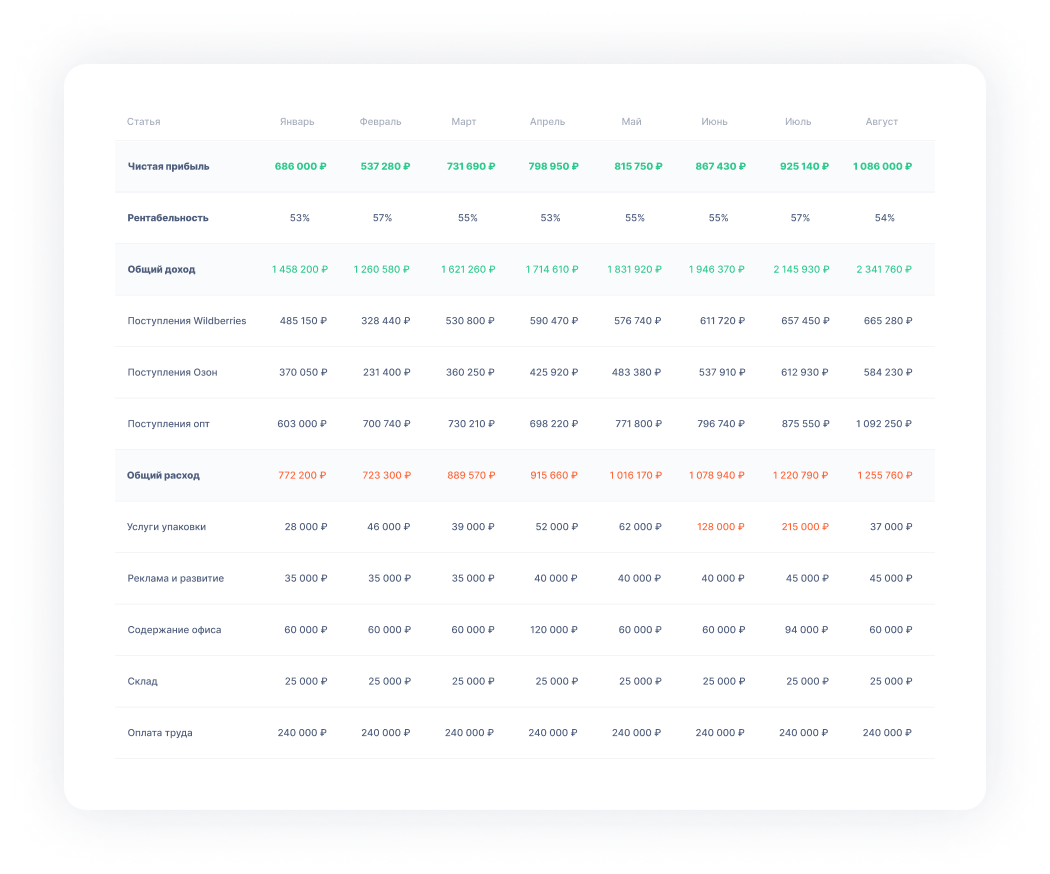 Статья Январь Февраль Март Апрель Май Июнь Июль Август
Чистая прибыль 686 000 ₽ 537 280 ₽ 731 690 ₽ 798 950 ₽ 815 750 ₽ 867 430 ₽ 925 140 ₽ 1 086 000 ₽
Рентабельность 53% 57% 55% 53% 55% 55% 57% 54%
Общий доход 1 458 200 ₽ 1 260 580 ₽ 1 621 260 ₽ 1 714 610 ₽ 1 831 920 ₽ 1 946 370 ₽ 2 145 930 ₽ 2 341 760 ₽
Поступления Wildberries 485 150 ₽ 328 440 ₽ 530 800 ₽ 590 470 ₽ 576 740 ₽ 611 720 ₽ 657 450 ₽ 665 280 ₽
Поступления Озон 370 050 ₽ 231 400 ₽ 360 250 ₽ 425 920 ₽ 483 380 ₽ 537 910 ₽ 612 930 ₽ 584 230 ₽
Поступления опт 603 000 ₽ 700 740 ₽ 730 210 ₽ 698 220 ₽ 771 800 ₽ 796 740 ₽ 875 550 ₽ 1 092 250 ₽
Общий расход 772 200 ₽ 723 300 ₽ 889 570 ₽ 915 660 ₽ 1 016 170 ₽ 1 078 940 ₽ 1 220 790 ₽ 1 255 760 ₽
Услуги упаковки 28 000 ₽ 46 000 ₽ 39 000 ₽ 52 000 ₽ 62 000 ₽ 128 000 ₽ 215 000 ₽ 37 000 ₽
Реклама и развитие 35 000 ₽ 35 000 ₽ 35 000 ₽ 40 000 ₽ 40 000 ₽ 40 000 ₽ 45 000 ₽ 45 000 ₽
Содержание офиса 60 000 ₽ 60 000 ₽ 60 000 ₽ 120 000 ₽ 60 000 ₽ 60 000 ₽ 94 000 ₽ 60 000 ₽
Склад 25 000 ₽ 25 000 ₽ 25 000 ₽ 25 000 ₽ 25 000 ₽ 25 000 ₽ 25 000 ₽ 25 000 ₽
Оплата труда 240 000 ₽ 240 000 ₽ 240 000 ₽ 240 000 ₽ 240 000 ₽ 240 000 ₽ 240 000 ₽ 240 000 ₽